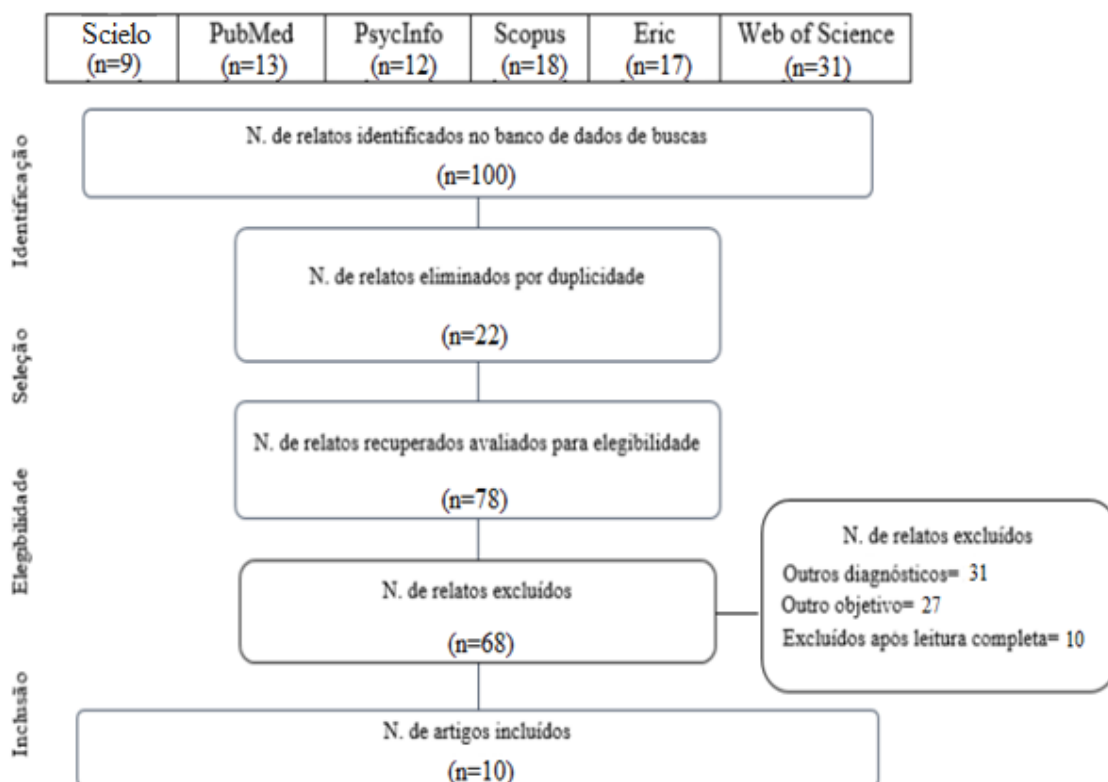 Scielo PubMed PsycInfo Scopus Eric Web of Science
(n=9) (n=13) (n=12) (n=18) (n=17) (n=31)
Identificação
N. de relatos identificados no banco de dados de buscas
(n=100)
N. de relatos eliminados por duplicidade
(n=22)
Seleção
N. de relatos recuperados avaliados para elegibilidade
(n=78)
Elegibilidade
N. de relatos excluídos
(n=68)
N. de relatos excluídos
Outros diagnósticos= 31
Outro objetivo= 27
Excluídos após leitura completa= 10
Inclusão
N. de artigos incluídos
(n=10)